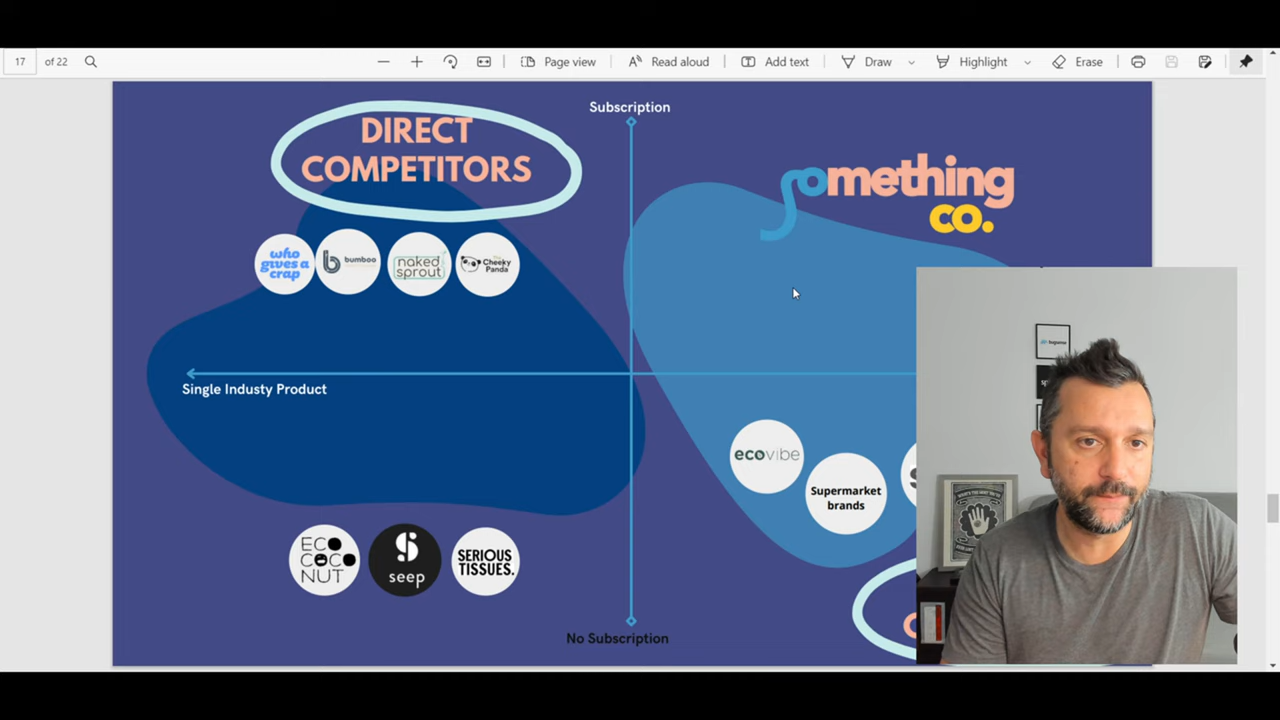 17 of 22
Page view
Read aloud
Add text
Draw
Highlight
Erase
Subscription
DIRECT
COMPETITORS
something
co.
who
gives a
crap
bumboo
naked
sprout
The
Cheeky
Panda
Single Industy Product
ecovibe
Supermarket
brands
ECO
COCO
NUT
seep
SERIOUS
TISSUES.
No Subscription